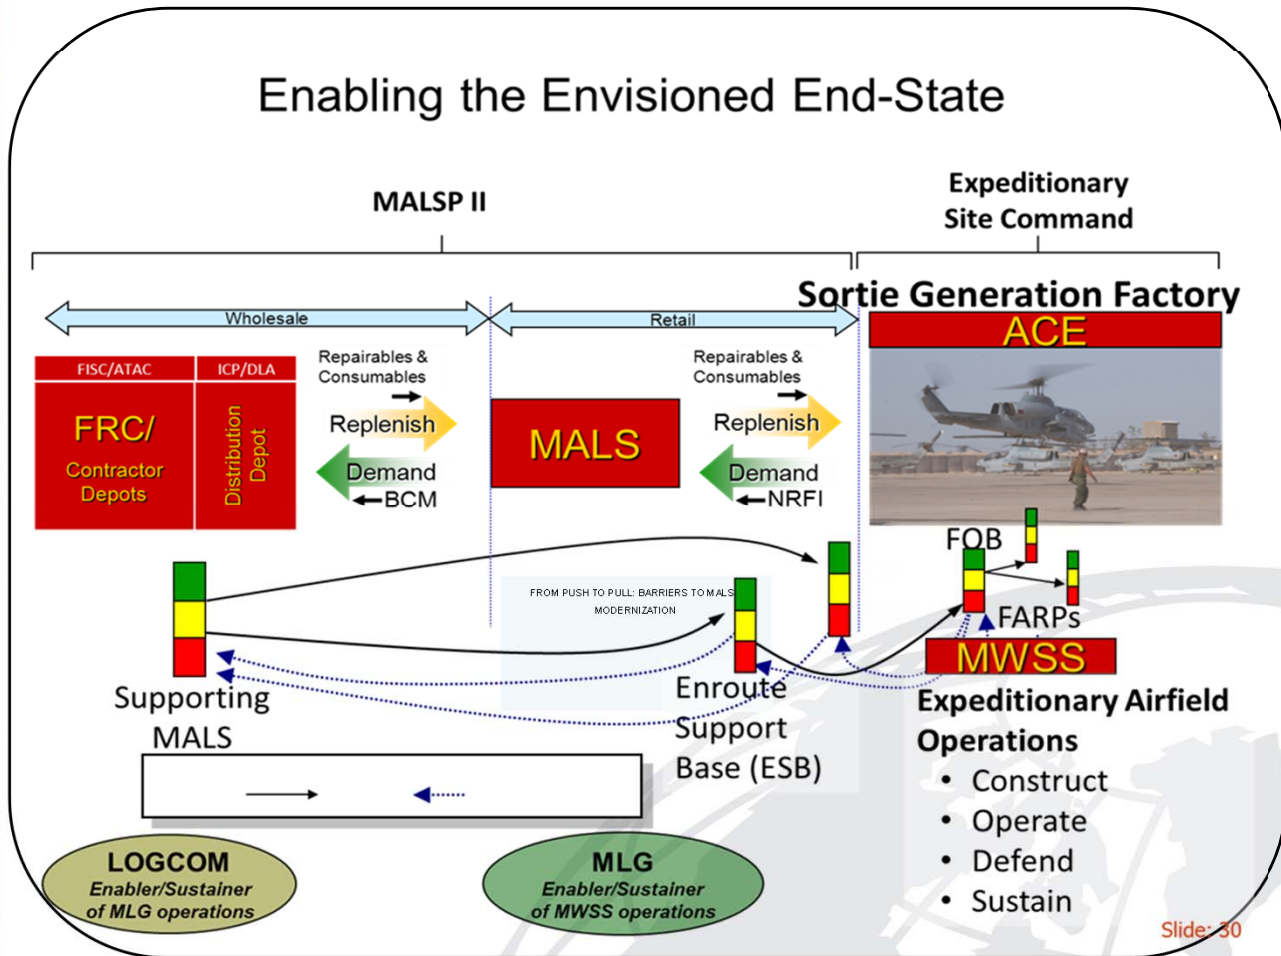 Enabling the Envisioned End-State
MALSP II
Expeditionary
Site Command
Sortie Generation Factory
Wholesale
Retail
ACE
FISC/ATAC
ICP/DLA
FRC/
Contractor
Depots
Distribution
Depot
Repairables &
Consumables
Replenish
Demand
BCM
MALS
Repairables &
Consumables
Replenish
Demand
NRFI
FOB
FARPs
MWSS
FROM PUSH TO PULL: BARRIERS TO MALS
MODERNIZATION
Supporting
MALS
Enroute
Support
Base (ESB)
Expeditionary Airfield
Operations
• Construct
• Operate
• Defend
• Sustain
LOGCOM
Enabler/Sustainer
of MLG operations
MLG
Enabler/Sustainer
of MWSS operations
Slide: 30